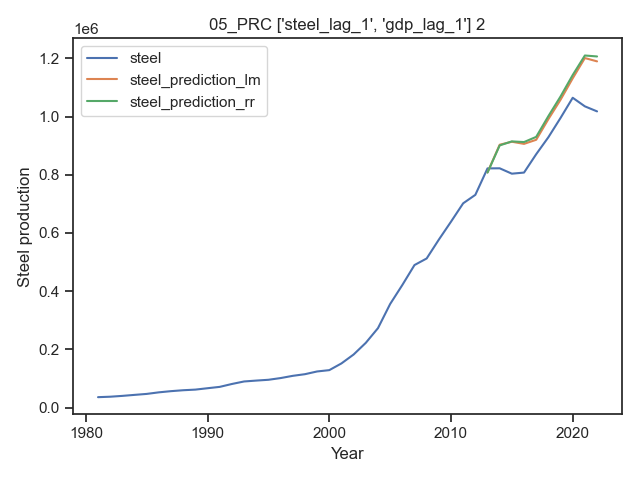 05_PRC ['steel_lag_1', 'gdp_lag_1'] 2
1e6
steel
steel_prediction_lm
steel_prediction_rr
1.2
1.0
0.8
0.6
0.4
0.2
0.0
Steel production
1980 1990 2000 2010 2020
Year